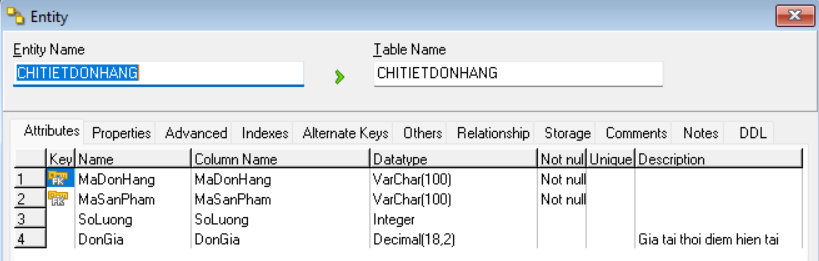 Entity
Entity Name Table Name
CHITIETDONHANG CHITIETDONHANG
Attributes Properties Advanced Indexes Alternate Keys Others Relationship Storage Comments Notes DDL
Key Name Column Name Datatype Not nul Unique Description
1 FK MaDonHang MaDonHang VarChar(100) Not null
2 MaSanPham MaSanPham VarChar(100) Not null
3 SoLuong SoLuong Integer
4 DonGia DonGia Decimal(18,2) Gia tai thoi diem hien tai